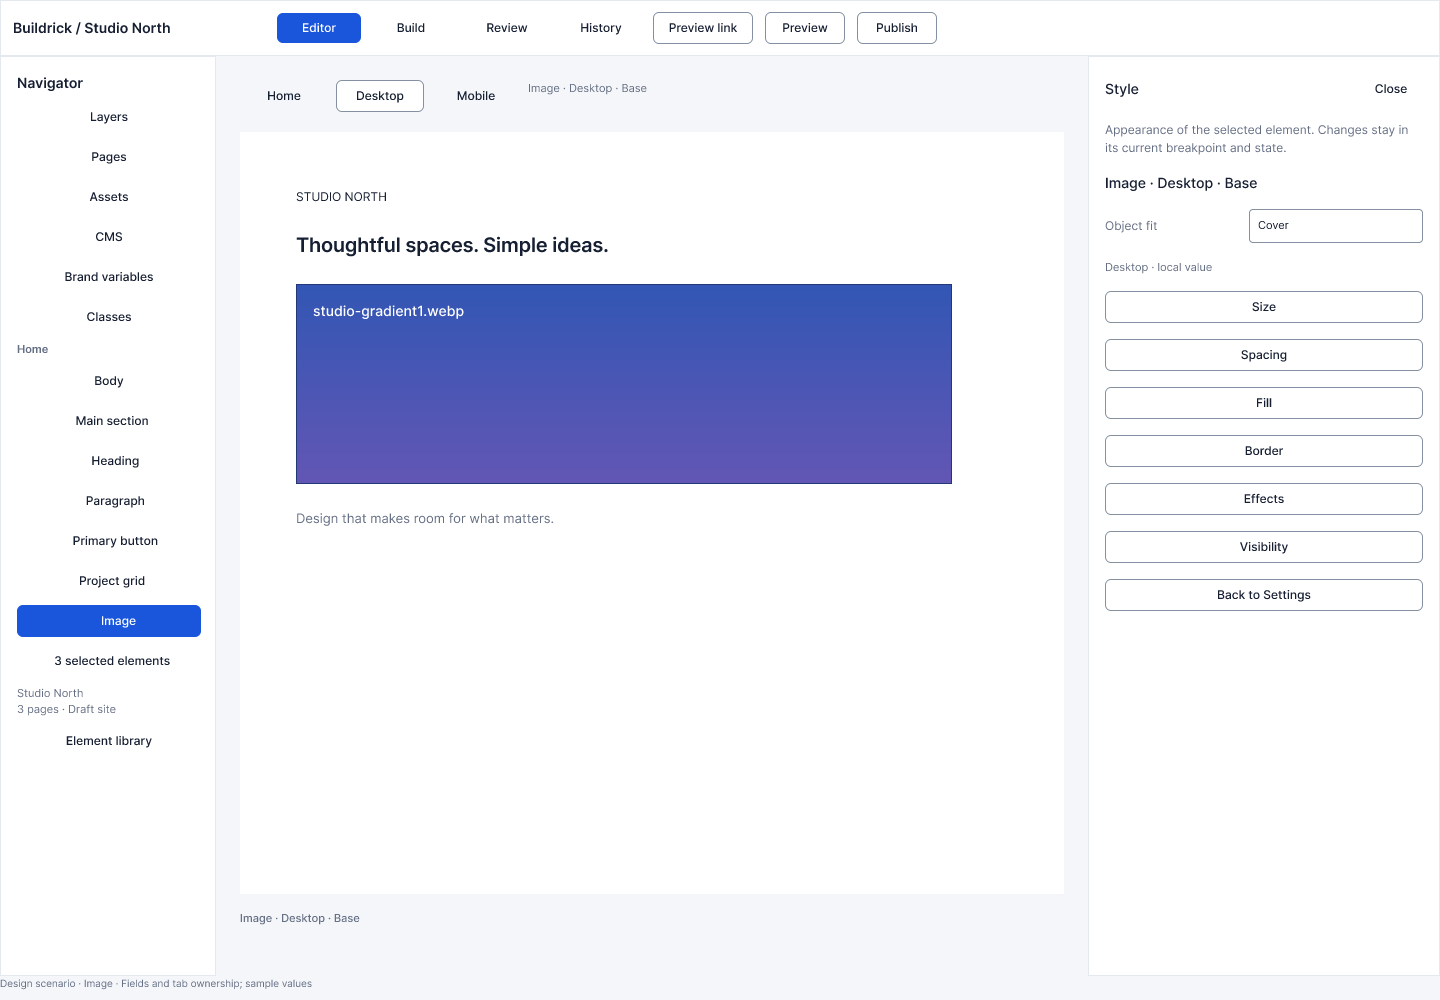 Buildrick / Studio North
Editor
Build
Review
History
Preview link
Preview
Publish
Navigator
Layers
Pages
Assets
CMS
Brand variables
Classes
Home
Body
Main section
Heading
Paragraph
Primary button
Project grid
Image
3 selected elements
Studio North
3 pages · Draft site
Element library
Home
Desktop
Mobile
Image · Desktop · Base
STUDIO NORTH
Thoughtful spaces. Simple ideas.
studio-gradient1.webp
Design that makes room for what matters.
Image · Desktop · Base
Style
Close
Appearance of the selected element. Changes stay in
its current breakpoint and state.
Image · Desktop · Base
Object fit
Cover
Desktop · local value
Size
Spacing
Fill
Border
Effects
Visibility
Back to Settings
Design scenario · Image · Fields and tab ownership; sample values